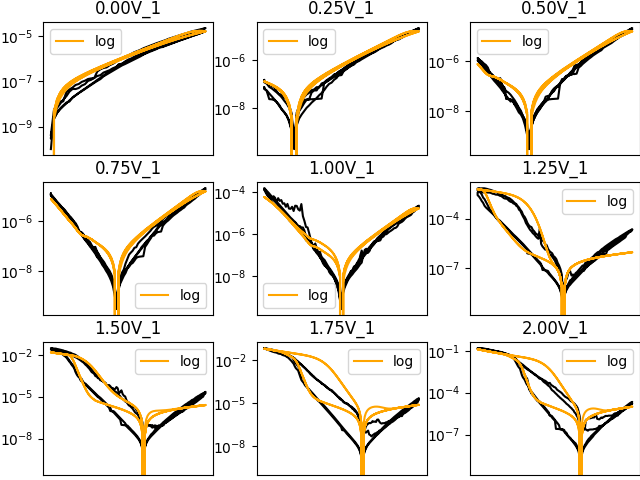 0.00V_1
0.25V_1
0.50V_1
10⁻⁵
10⁻⁷
10⁻⁹
log
10⁻⁶
10⁻⁸
log
10⁻⁶
10⁻⁸
log
0.75V_1
1.00V_1
1.25V_1
10⁻⁶
10⁻⁸
log
10⁻⁴
10⁻⁶
10⁻⁸
log
10⁻⁴
10⁻⁷
log
1.50V_1
1.75V_1
2.00V_1
10⁻²
10⁻⁵
10⁻⁸
log
10⁻²
10⁻⁵
10⁻⁸
log
10⁻¹
10⁻⁴
10⁻⁷
log